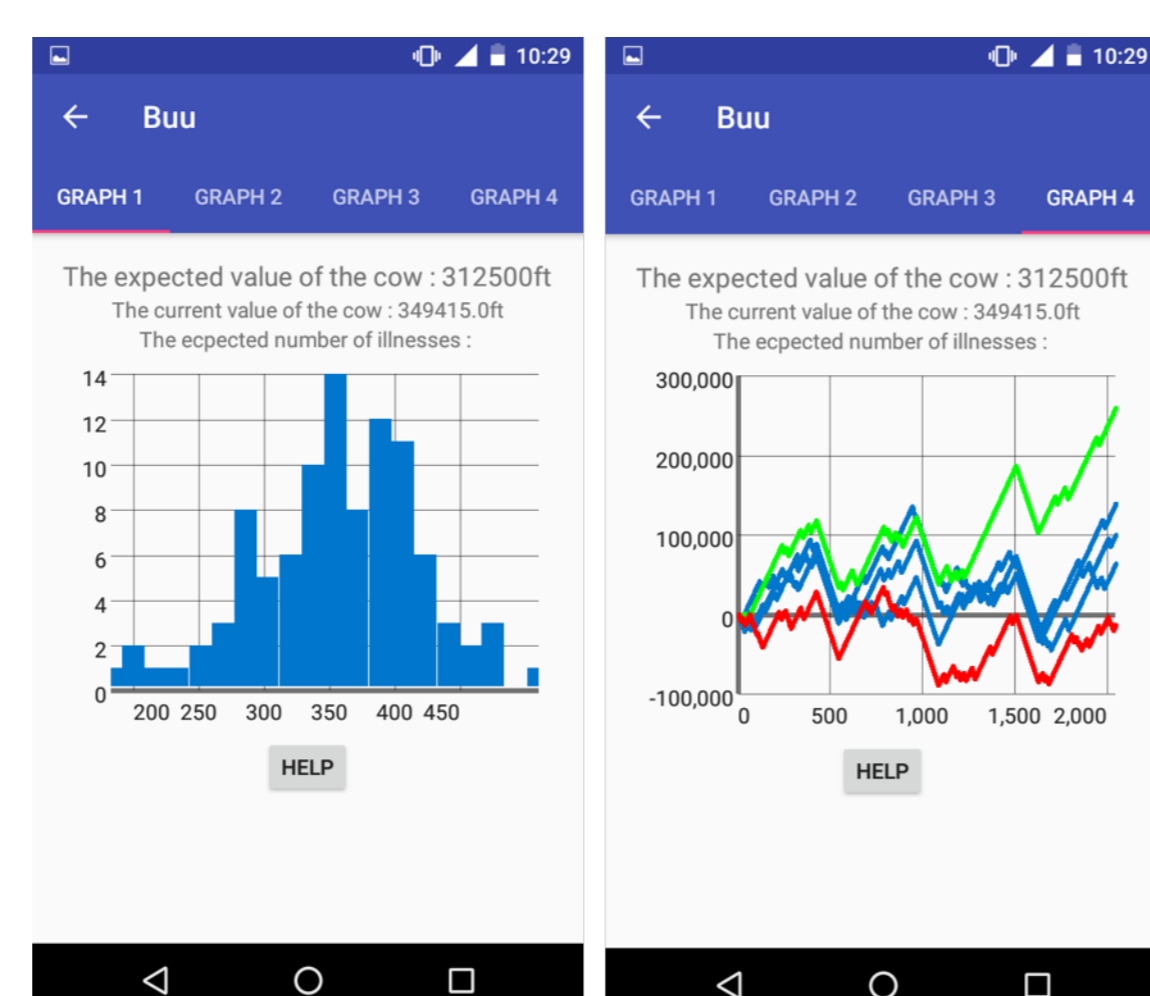 10:29
Buu
GRAPH 1 GRAPH 2 GRAPH 3 GRAPH 4
The expected value of the cow : 312500ft
The current value of the cow : 349415.0ft
The ecpected number of illnesses :
14
12
10
8
6
4
2
0
200 250 300 350 400 450
HELP
10:29
Buu
GRAPH 1 GRAPH 2 GRAPH 3 GRAPH 4
The expected value of the cow : 312500ft
The current value of the cow : 349415.0ft
The ecpected number of illnesses :
300,000
200,000
100,000
0
-100,000
0 500 1,000 1,500 2,000
HELP